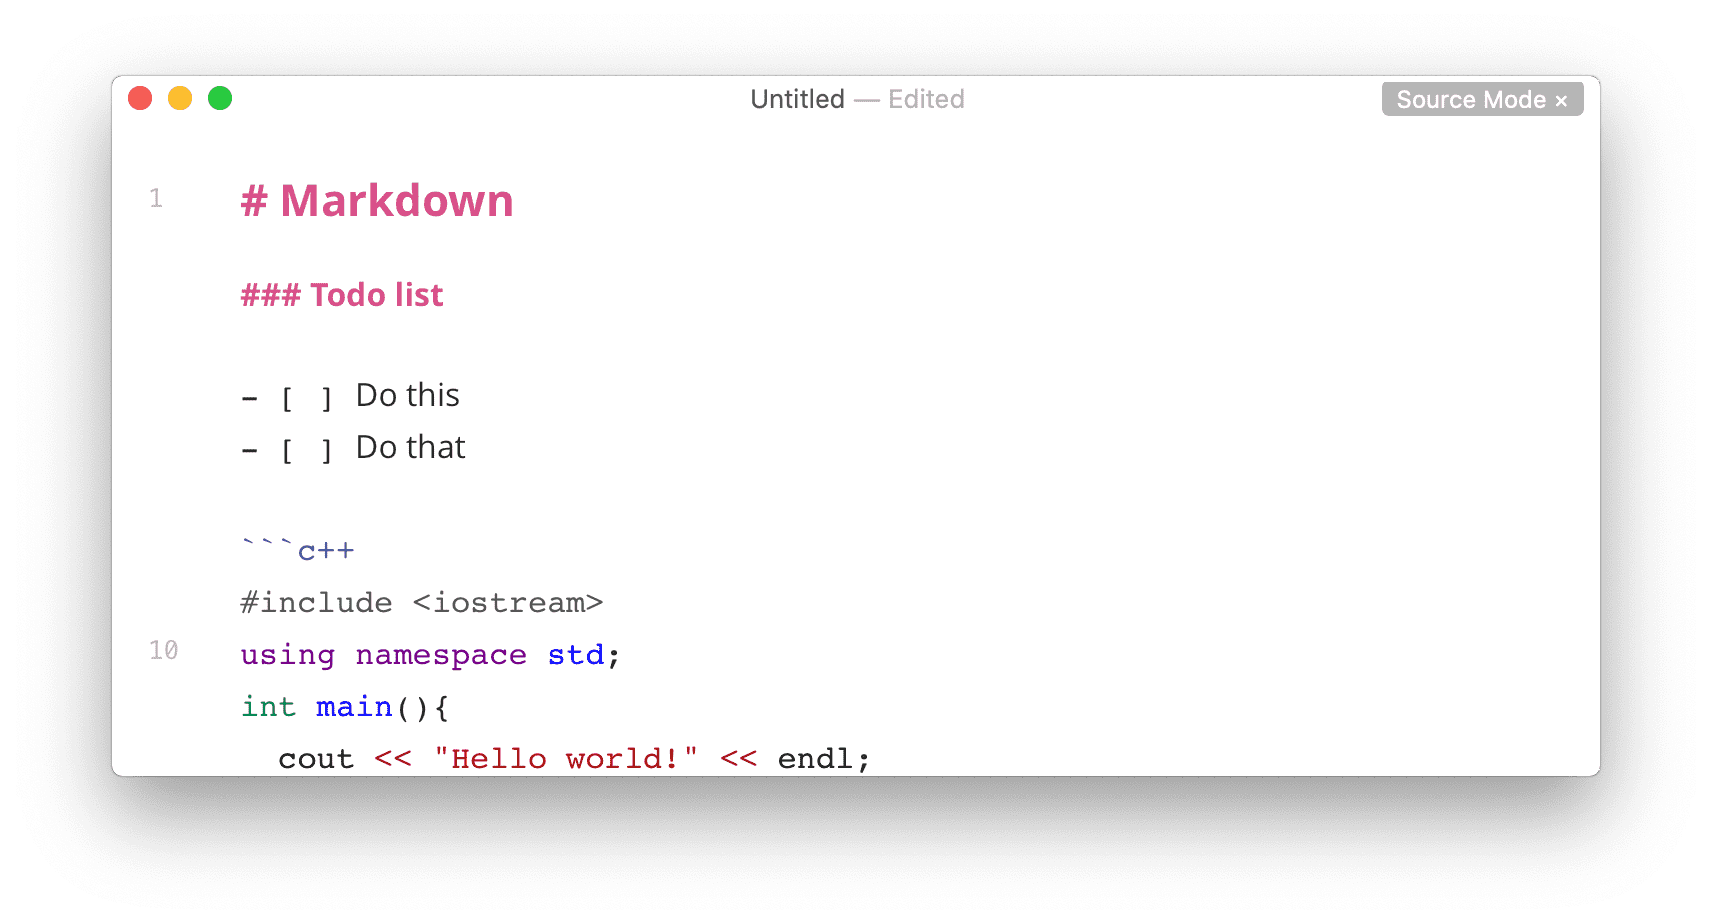 Untitled — Edited
Source Mode ×
1 # Markdown
### Todo list
- [ ] Do this
- [ ] Do that
```c++
#include <iostream>
10 using namespace std;
int main(){
  cout << "Hello world!" << endl;